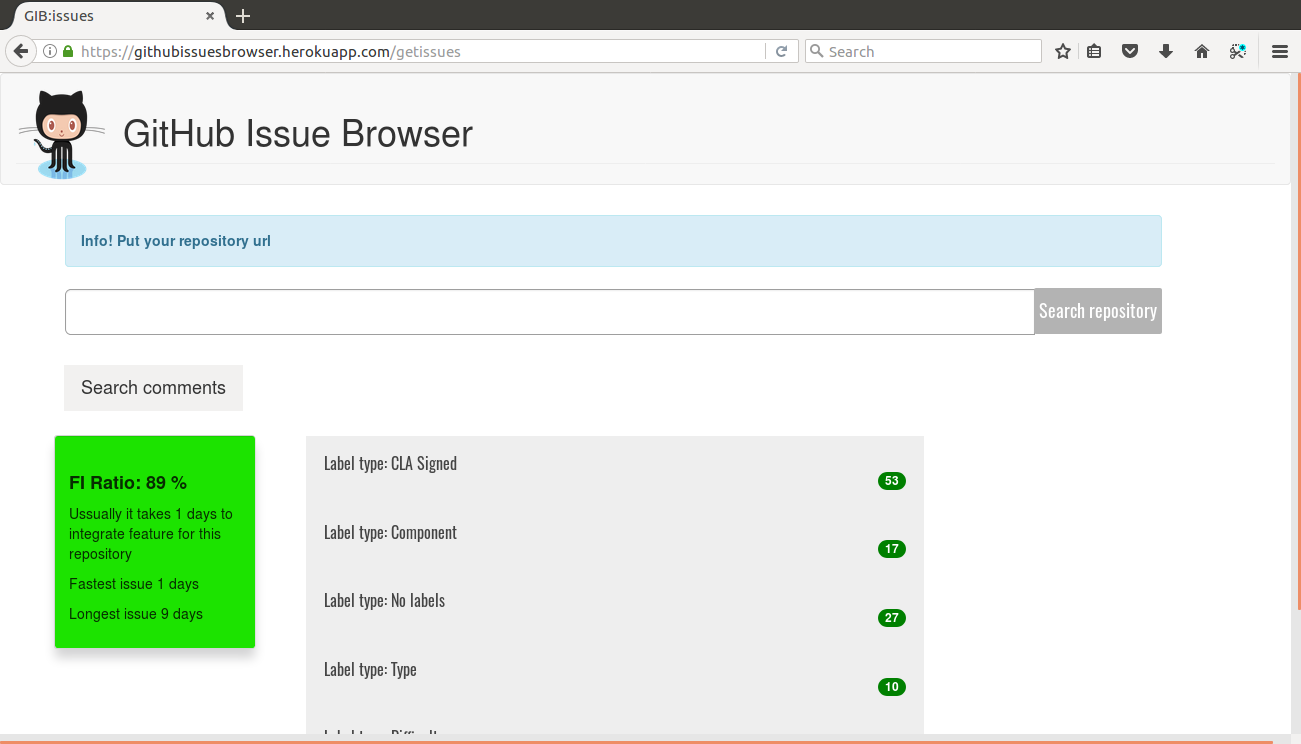 GIB:issues
https://githubissuesbrowser.herokuapp.com/getissues
Search
GitHub Issue Browser
Info! Put your repository url
Search repository
Search comments
FI Ratio: 89 %
Ussually it takes 1 days to
integrate feature for this
repository
Fastest issue 1 days
Longest issue 9 days
Label type: CLA Signed
53
Label type: Component
17
Label type: No labels
27
Label type: Type
10